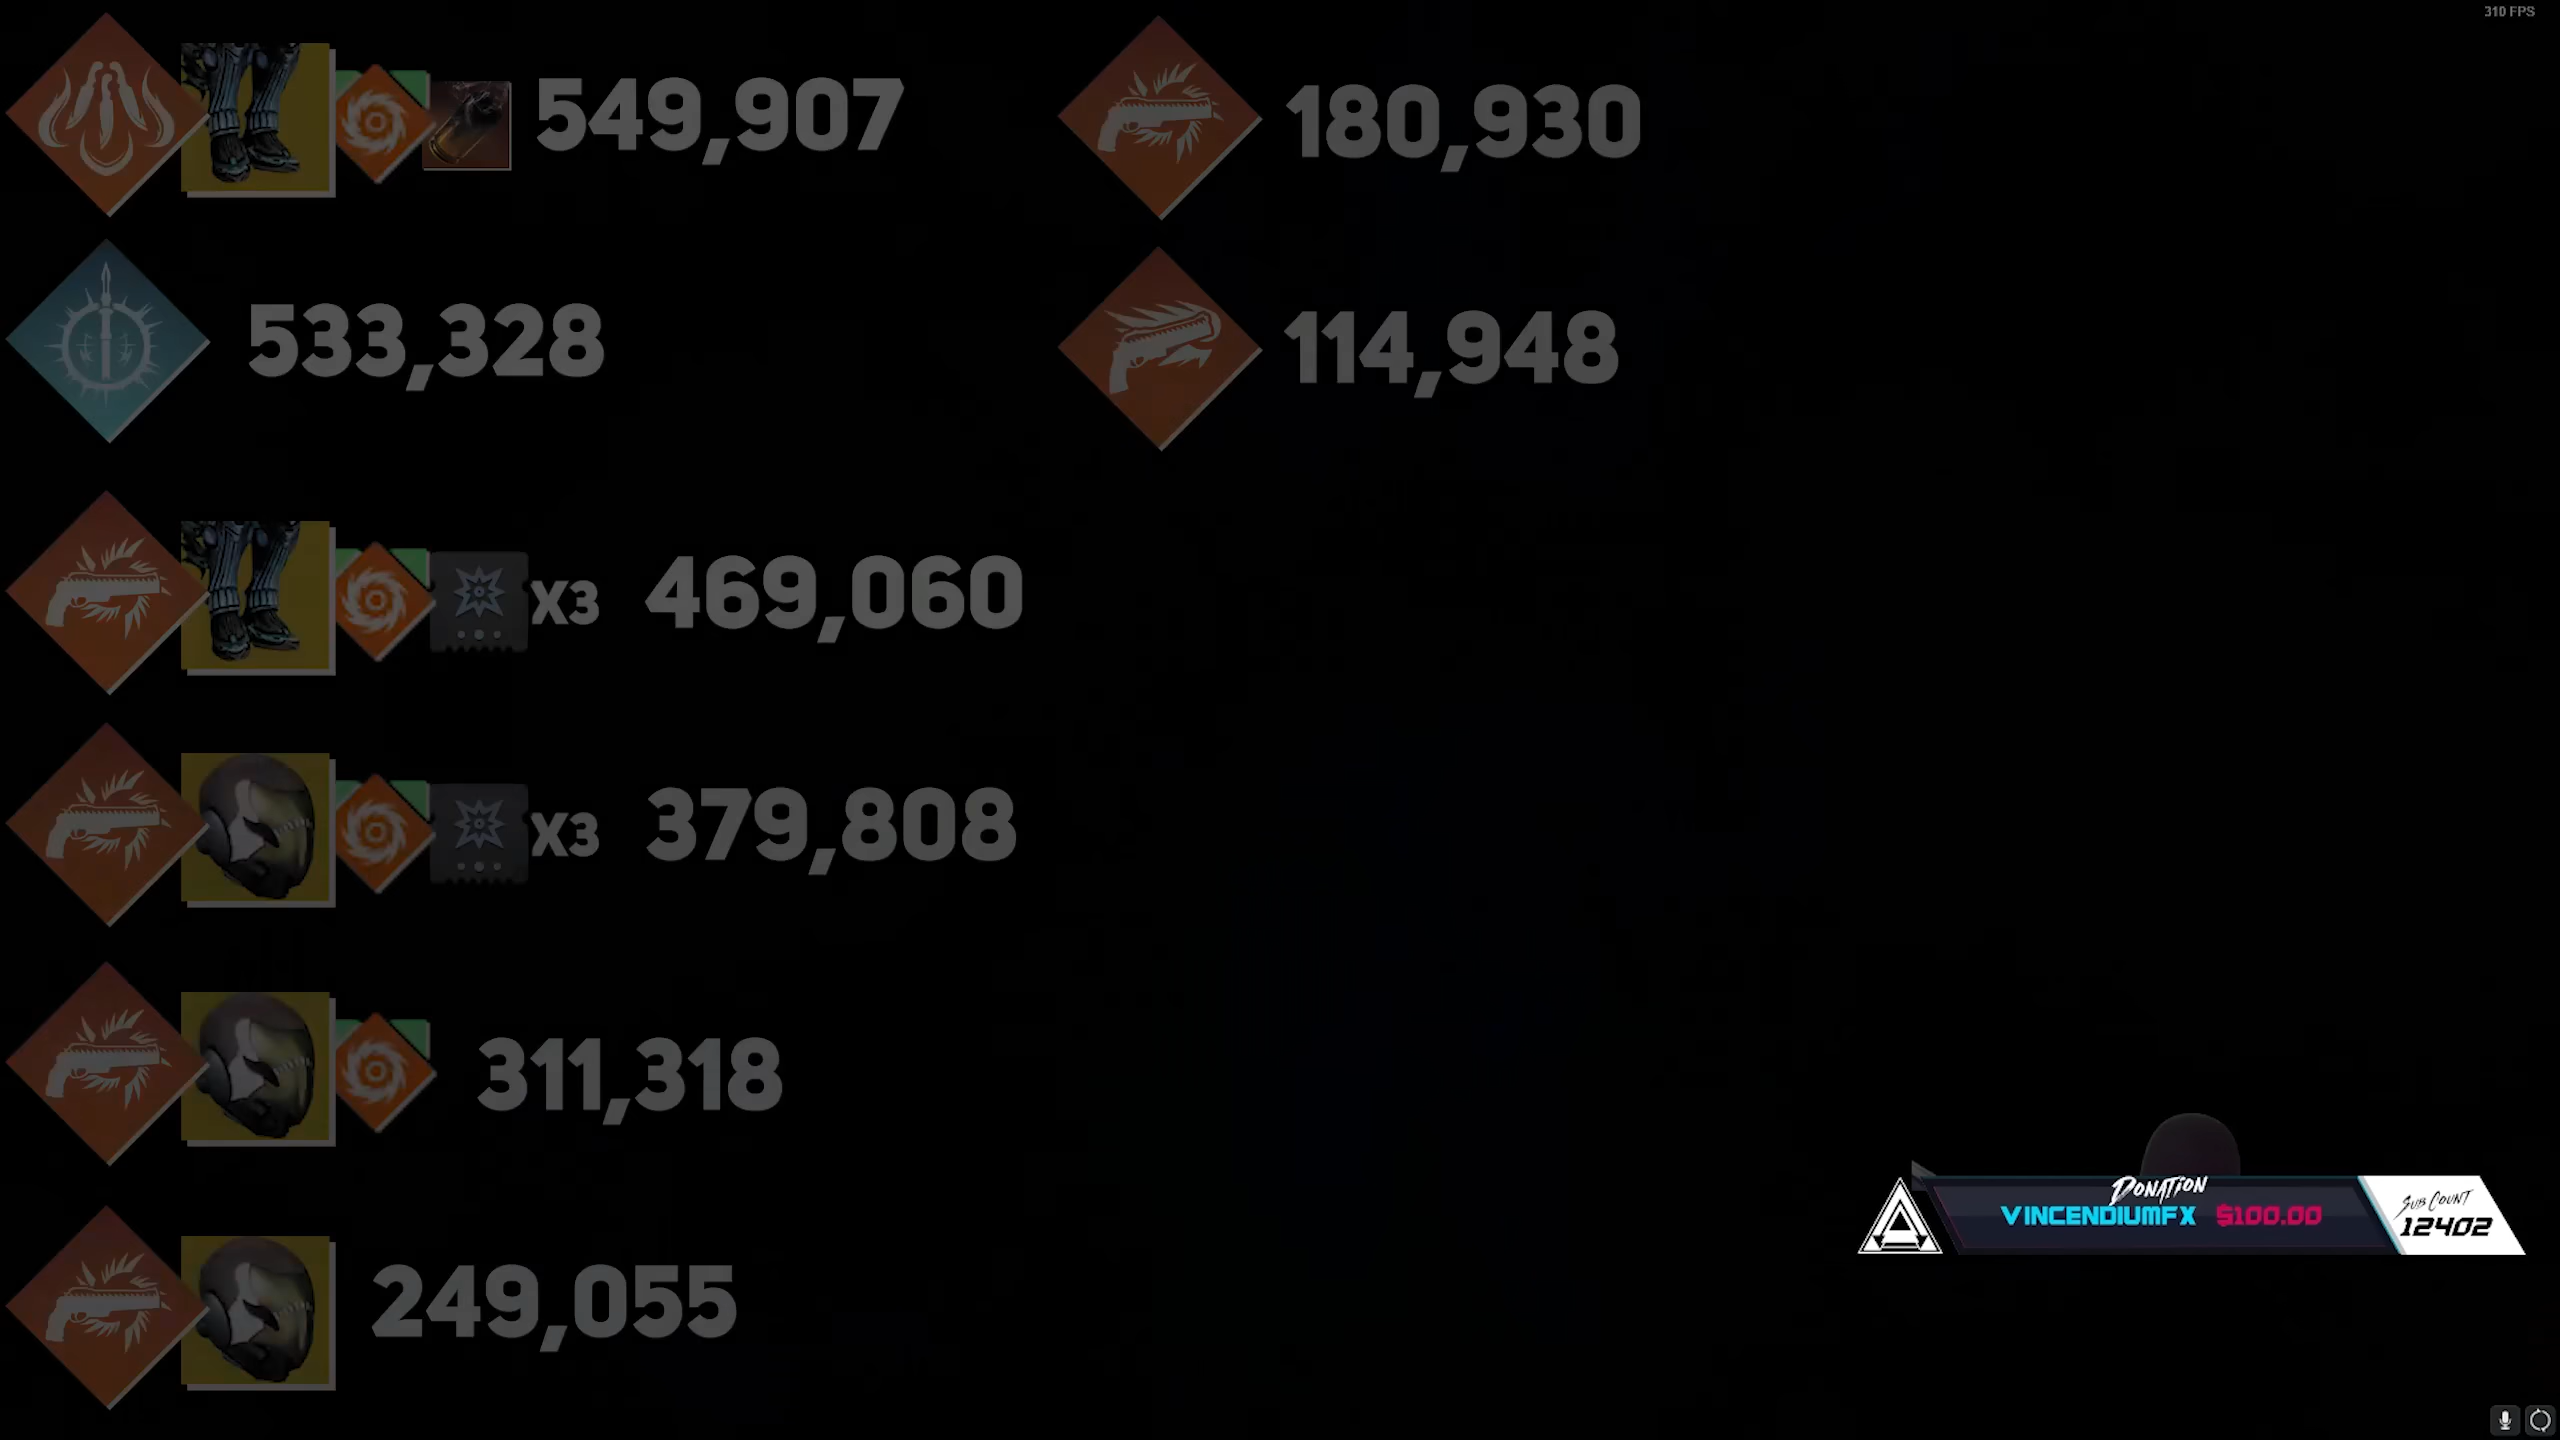 310 FPS
549,907
180,930
533,328
114,948
X3 469,060
X3 379,808
311,318
249,055
DONATION
VINCENDIUMFX $100.00
SUB COUNT
12402